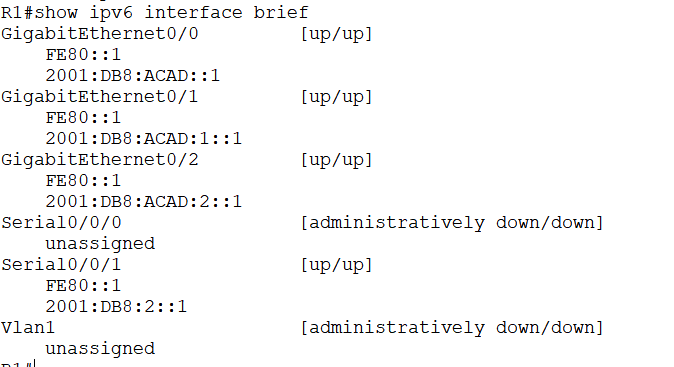 R1#show ipv6 interface brief
GigabitEthernet0/0 [up/up]
FE80::1
2001:DB8:ACAD::1
GigabitEthernet0/1 [up/up]
FE80::1
2001:DB8:ACAD:1::1
GigabitEthernet0/2 [up/up]
FE80::1
2001:DB8:ACAD:2::1
Serial0/0/0 [administratively down/down]
unassigned
Serial0/0/1 [up/up]
FE80::1
2001:DB8:2::1
Vlan1 [administratively down/down]
unassigned
R1#